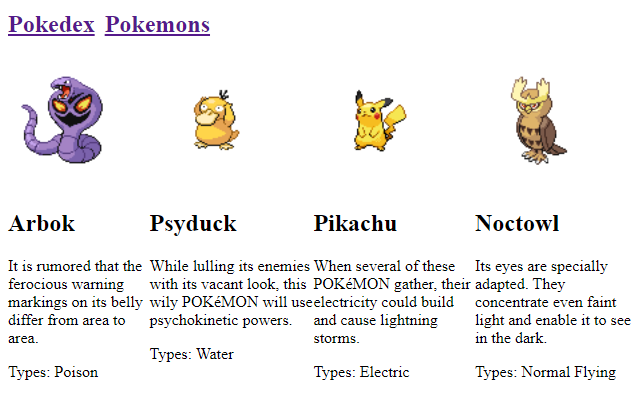 Pokedex Pokemons
Arbok
It is rumored that the
ferocious warning
markings on its belly
differ from area to
area.
Types: Poison
Psyduck
While lulling its enemies
with its vacant look, this
wily POKéMON will use
psychokinetic powers.
Types: Water
Pikachu
When several of these
POKéMON gather, their
electricity could build
and cause lightning
storms.
Types: Electric
Noctowl
Its eyes are specially
adapted. They
concentrate even faint
light and enable it to see
in the dark.
Types: Normal Flying